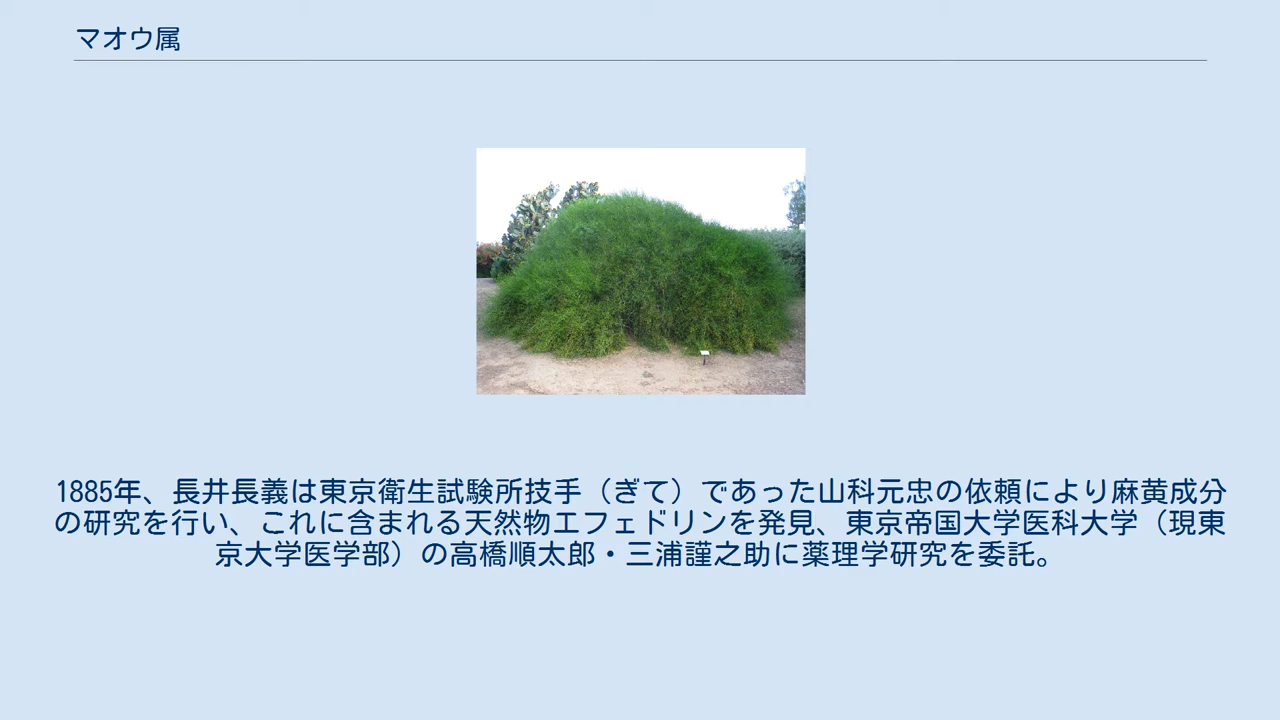 マオウ属
1885年、長井長義は東京衛生試験所技手（ぎて）であった山科元忠の依頼により麻黄成分
の研究を行い、これに含まれる天然物エフェドリンを発見、東京帝国大学医科大学（現東
京大学医学部）の高橋順太郎・三浦謹之助に薬理学研究を委託。